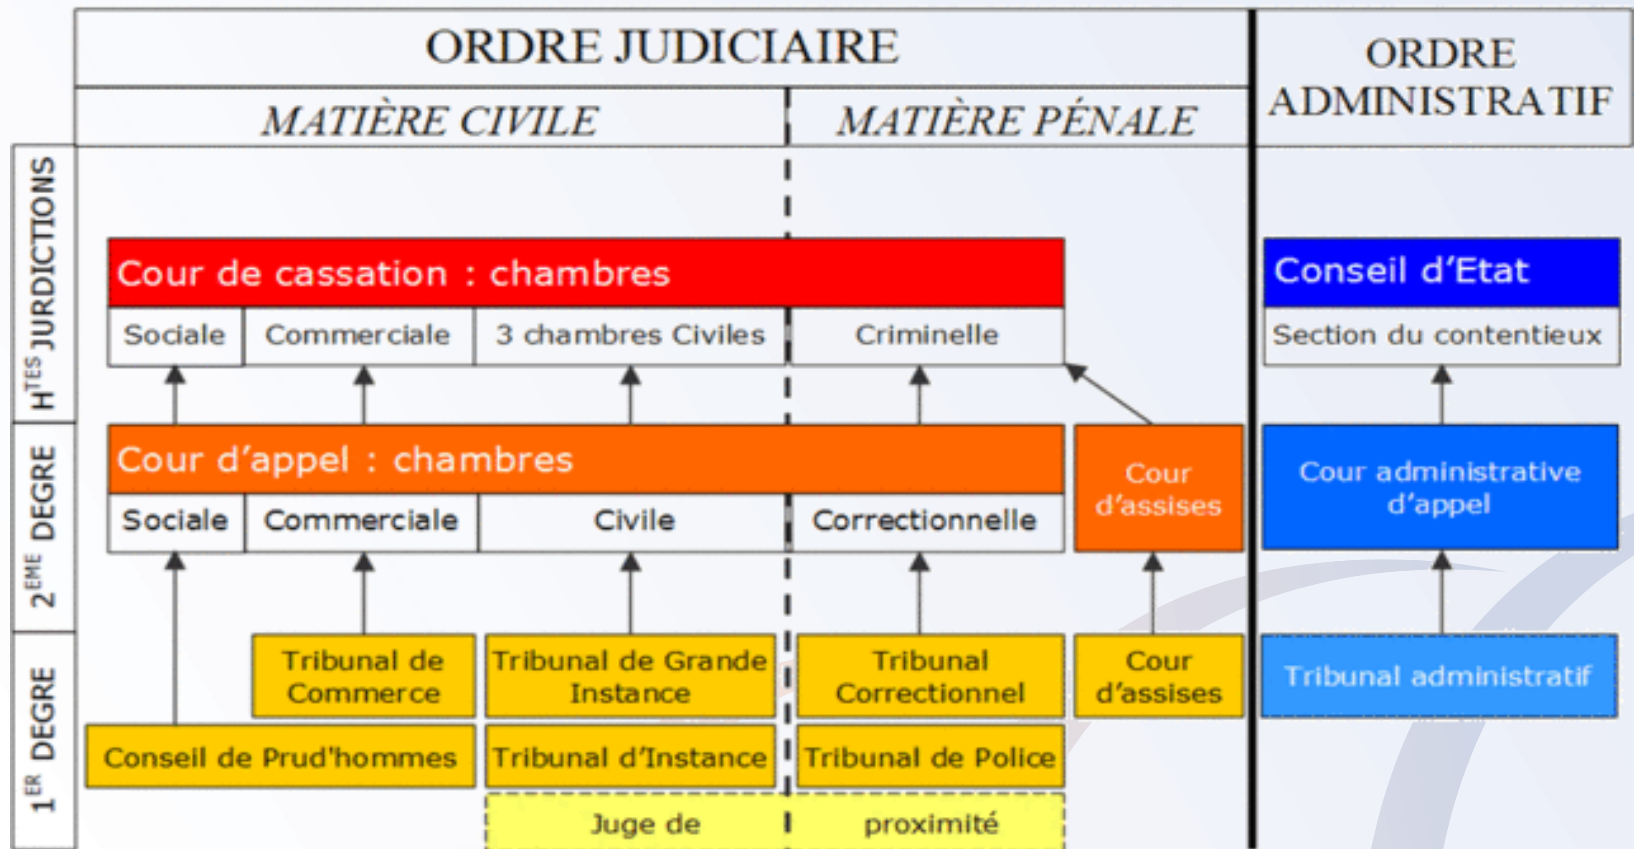 ORDRE JUDICIAIRE
ORDRE
ADMINISTRATIF
MATIÈRE CIVILE
MATIÈRE PÉNALE
HTES JURDICTIONS
Cour de cassation : chambres
Conseil d'Etat
Sociale
Commerciale
3 chambres Civiles
Criminelle
Section du contentieux
2EME DEGRE
Cour d'appel : chambres
Cour
d'assises
Cour administrative
d'appel
Sociale
Commerciale
Civile
Correctionnelle
1ER DEGRE
Tribunal de
Commerce
Tribunal de Grande
Instance
Tribunal
Correctionnel
Cour
d'assises
Tribunal administratif
Conseil de Prud'hommes
Tribunal d'Instance
Tribunal de Police
Juge de proximité